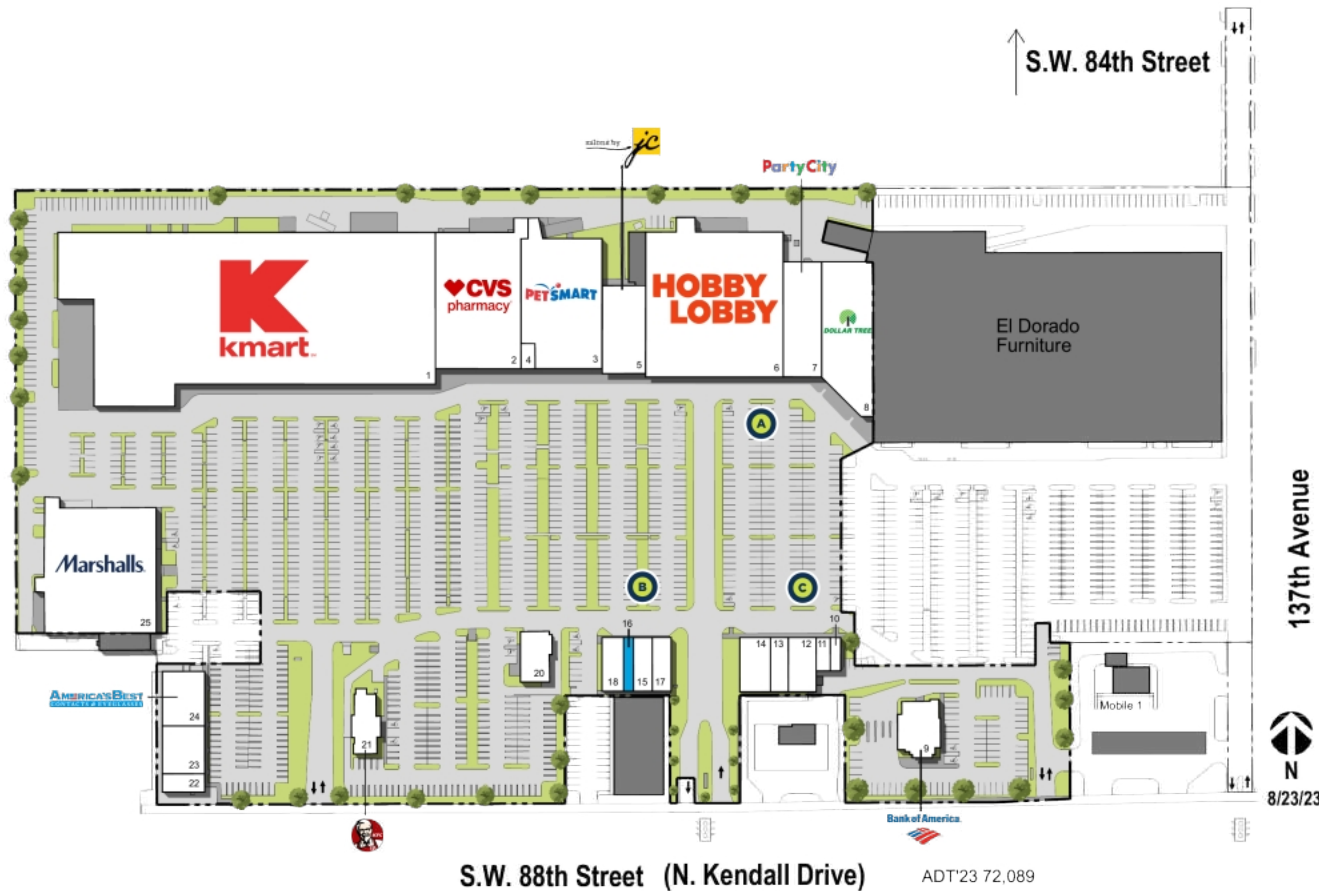 S.W. 84th Street
salons by
jc
PartyCity
K
kmart
CVS
pharmacy
PETSMART
HOBBY
LOBBY
DOLLAR TREE
El Dorado
Furniture
1
2
4
3
5
6
7
8
A
137th Avenue
Marshalls
25
B
C
16
10
18
15
17
14
13
12
11
20
AMERICA'S BEST
CONTACTS & EYEGLASSES
24
23
22
21
9
Mobile 1
N
8/23/23
KFC
Bank of America
S.W. 88th Street (N. Kendall Drive)
ADT'23 72,089